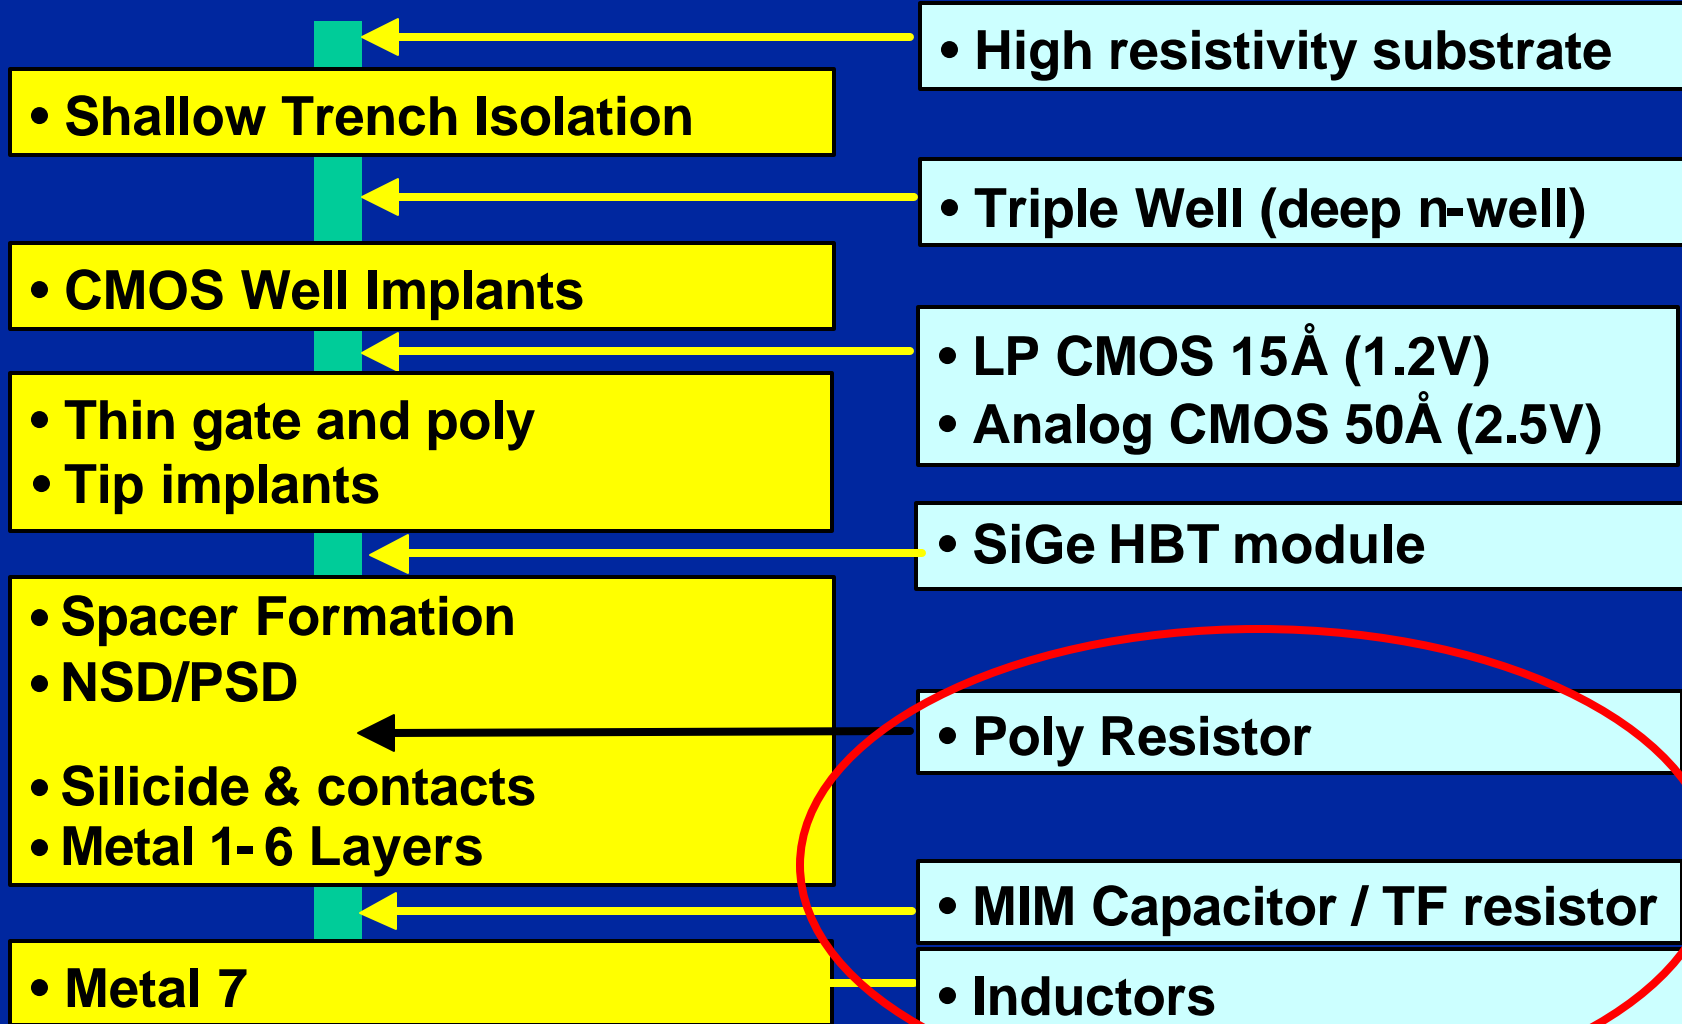 • High resistivity substrate
• Shallow Trench Isolation
• Triple Well (deep n-well)
• CMOS Well Implants
• LP CMOS 15Å (1.2V)
• Analog CMOS 50Å (2.5V)
• Thin gate and poly
• Tip implants
• SiGe HBT module
• Spacer Formation
• NSD/PSD
• Poly Resistor
• Silicide & contacts
• Metal 1- 6 Layers
• MIM Capacitor / TF resistor
• Metal 7
• Inductors